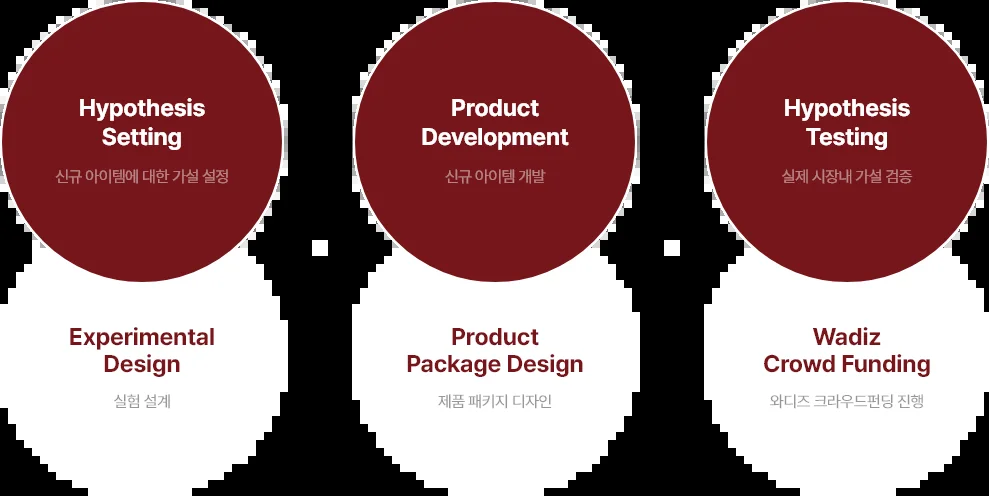 Hypothesis
Setting
신규 아이템에 대한 가설 설정
Product
Development
신규 아이템 개발
Hypothesis
Testing
실제 시장내 가설 검증
Experimental
Design
실험 설계
Product
Package Design
제품 패키지 디자인
Wadiz
Crowd Funding
와디즈 크라우드펀딩 진행